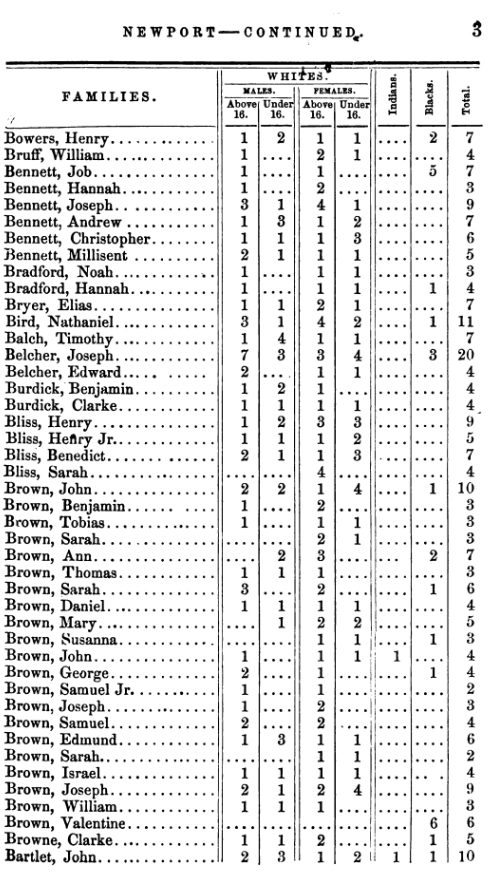 NEWPORT—CONTINUED. 3
WHITES.
FAMILIES. MALES. FEMALES. Indians. Blacks. Total.
Above 16. Under 16. Above 16. Under 16.
Bowers, Henry............. 1 2 1 1 .... 2 7
Bruff, William............. 1 .... 2 1 .... .... 4
Bennett, Job............... 1 .... 1 .... .... 5 7
Bennett, Hannah............ 1 .... 2 .... .... .... 3
Bennett, Joseph............ 3 1 4 1 .... .... 9
Bennett, Andrew ........... 1 3 1 2 .... .... 7
Bennett, Christopher........ 1 1 1 3 .... .... 6
Bennett, Millisent .......... 2 1 1 1 .... .... 5
Bradford, Noah............. 1 .... 1 1 .... .... 3
Bradford, Hannah........... 1 .... 1 1 .... 1 4
Bryer, Elias................ 1 1 2 1 .... .... 7
Bird, Nathaniel............. 3 1 4 2 .... 1 11
Balch, Timothy............. 1 4 1 1 .... .... 7
Belcher, Joseph............. 7 3 3 4 .... 3 20
Belcher, Edward..... ...... 2 .... 1 1 .... .... 4
Burdick, Benjamin.......... 1 2 1 .... .... .... 4
Burdick, Clarke............. 1 1 1 1 .... .... 4
Bliss, Henry................ 1 2 3 3 .... .... 9
Bliss, Henry Jr.............. 1 1 1 2 .... .... 5
Bliss, Benedict........ ...... 2 1 1 3 .... .... 7
Bliss, Sarah................. .... .... 4 .... .... .... 4
Brown, John................ 2 2 1 4 .... 1 10
Brown, Benjamin........... 1 .... 2 .... .... .... 3
Brown, Tobias.............. 1 .... 1 1 .... .... 3
Brown, Sarah............... .... .... 2 1 .... .... 3
Brown, Ann................ .... 2 3 .... .... 2 7
Brown, Thomas............. 1 1 1 .... .... .... 3
Brown, Sarah............... 3 .... 2 .... .... 1 6
Brown, Daniel.............. 1 1 1 1 .... .... 4
Brown, Mary............... .... 1 2 2 .... .... 5
Brown, Susanna............. .... .... 1 1 .... 1 3
Brown, John................ 1 .... 1 1 1 .... 4
Brown, George.............. 2 .... 1 .... .... 1 4
Brown, Samuel Jr........... 1 .... 1 .... .... .... 2
Brown, Joseph.............. 1 .... 2 .... .... .... 3
Brown, Samuel............. 2 .... 2 .... .... .... 4
Brown, Edmund............ 1 3 1 1 .... .... 6
Brown, Sarah............... .... .... 1 1 .... .... 2
Brown, Israel............... 1 1 1 1 .... .... 4
Brown, Joseph.............. 2 1 2 4 .... .... 9
Brown, William............. 1 1 1 .... .... .... 3
Brown, Valentine........... .... .... .... .... .... 6 6
Browne, Clarke............. 1 1 2 .... .... 1 5
Bartlet, John................ 2 3 1 2 1 1 10